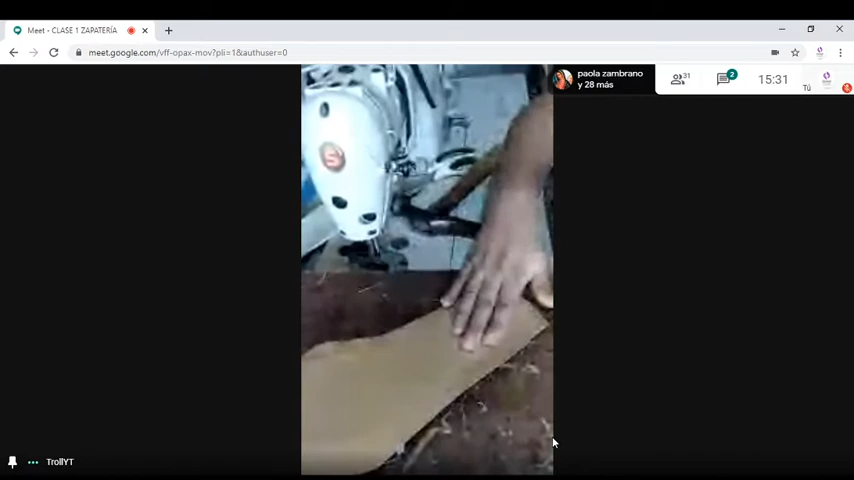 Meet - CLASE 1 ZAPATERÍA
meet.google.com/vff-opax-mov?pli=1&authuser=0
paola zambrano
y 28 más
31
2
15:31
Tú
S
TrollYT